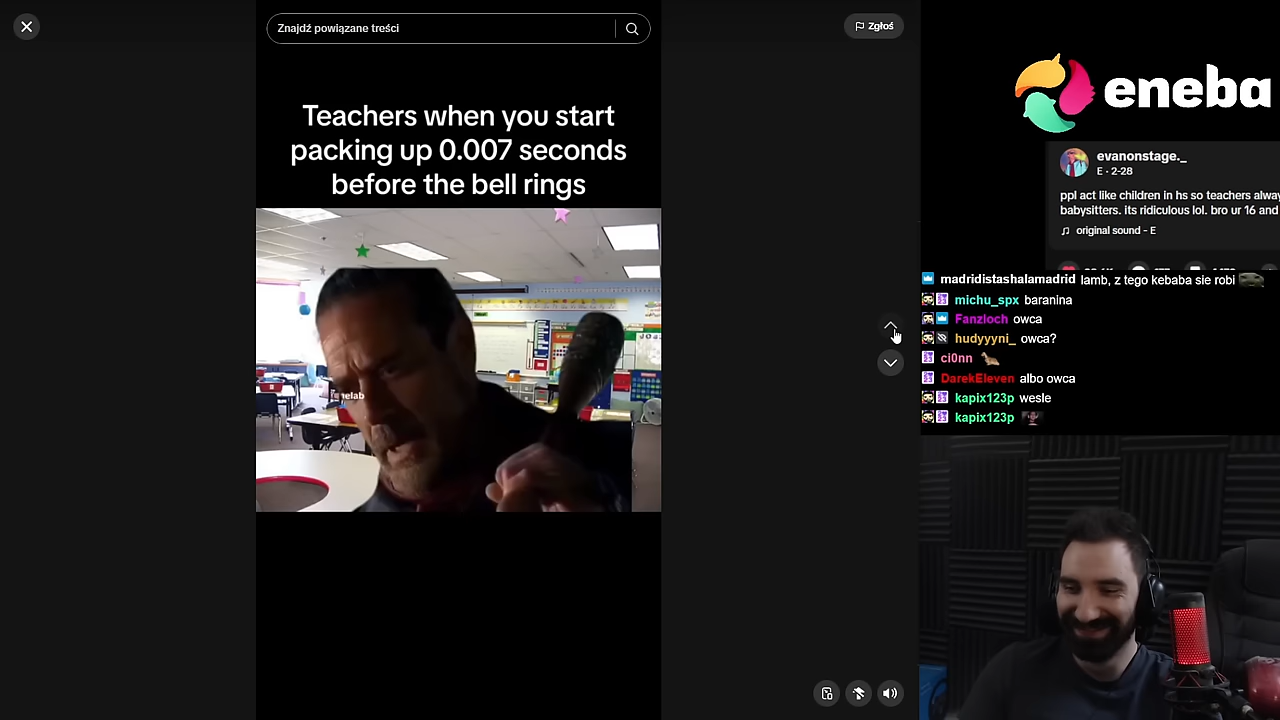 Znajdź powiązane treści
Zgłoś
Teachers when you start
packing up 0.007 seconds
before the bell rings
eneba
evanonstage._
E · 2-28
ppl act like children in hs so teachers alway
babysitters. its ridiculous lol. bro ur 16 and
original sound - E
madridistashalamadrid lamb, z tego kebaba sie robi
michu_spx baranina
Fanzloch owca
hudyyyni_ owca?
ci0nn
DarekEleven albo owca
kapix123p wesle
kapix123p